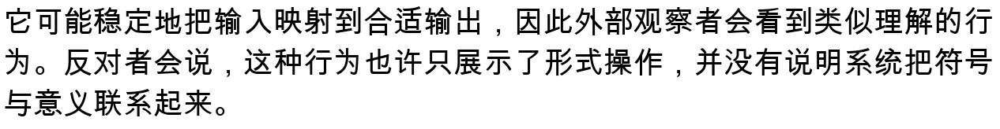 它可能稳定地把输入映射到合适输出，因此外部观察者会看到类似理解的行
为。反对者会说，这种行为也许只展示了形式操作，并没有说明系统把符号
与意义联系起来。